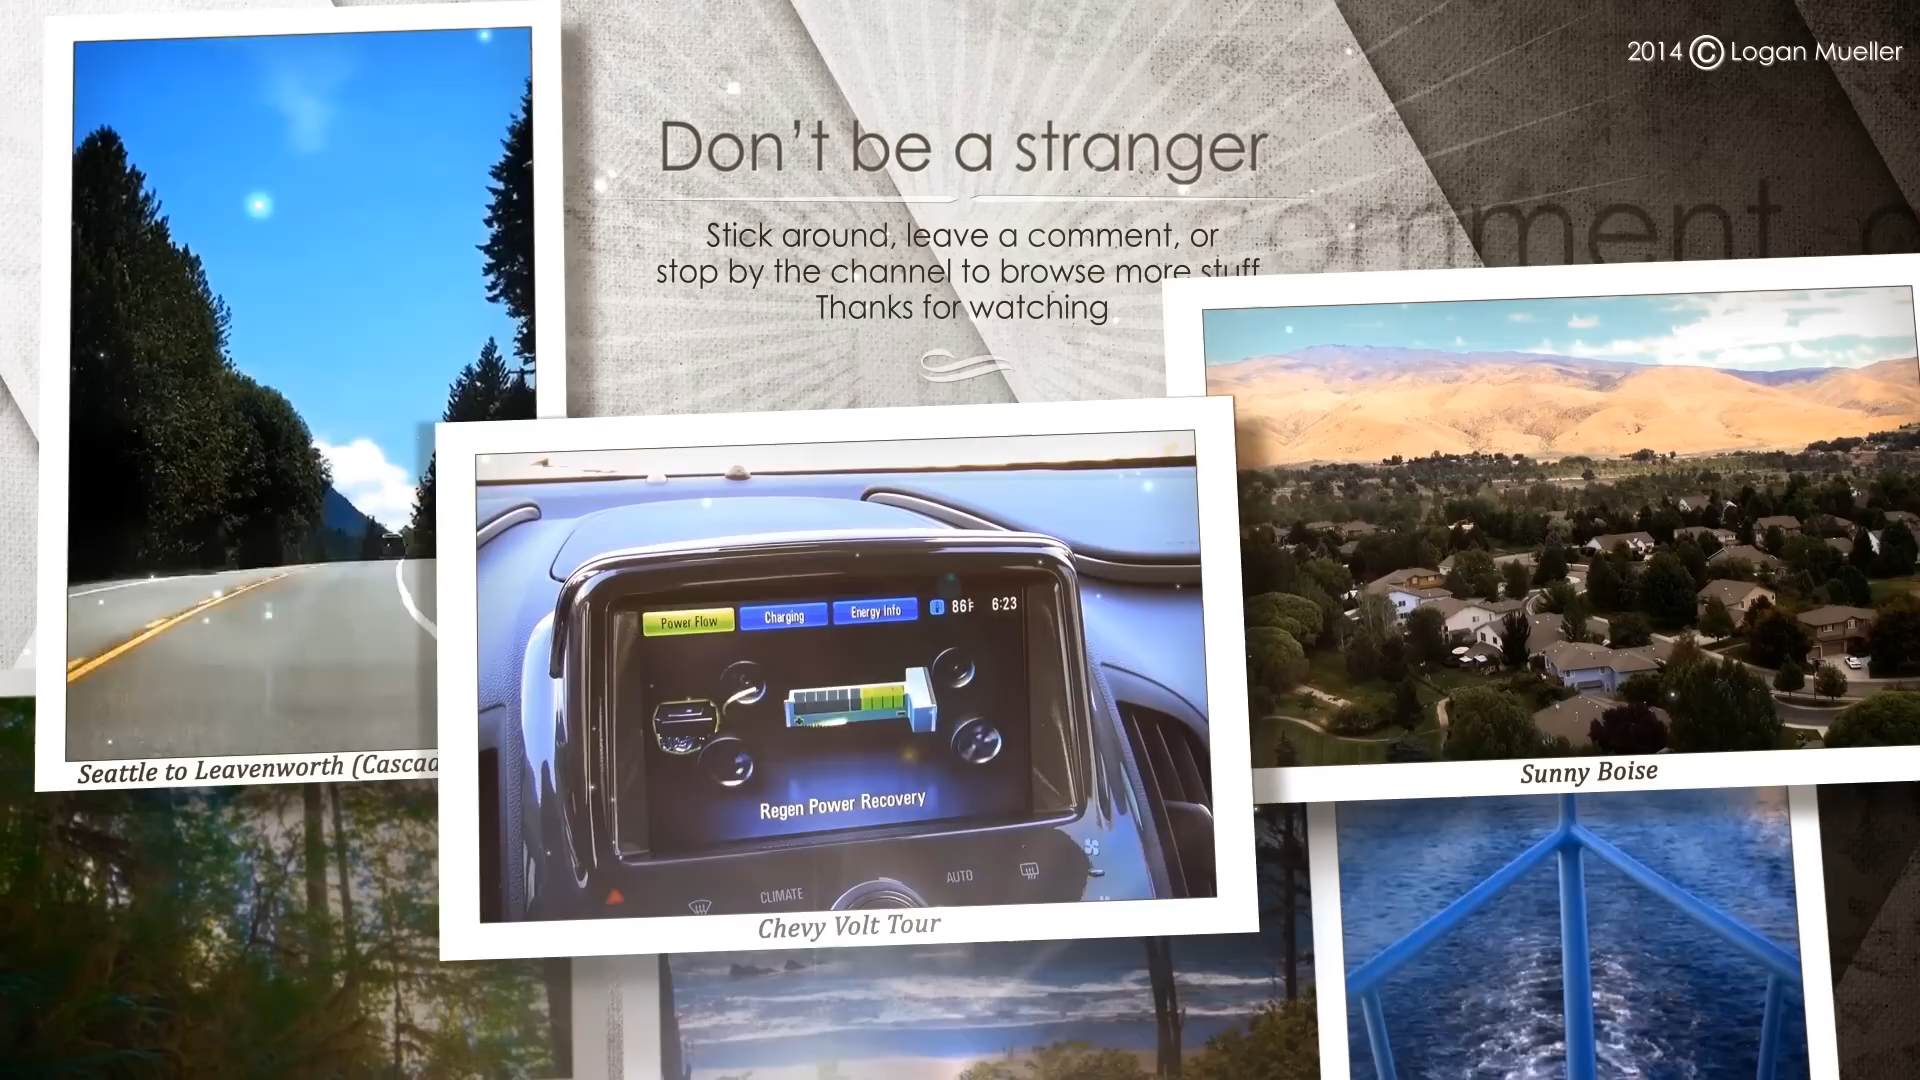 2014 © Logan Mueller
Don't be a stranger
Stick around, leave a comment, or
stop by the channel to browse more stuff
Thanks for watching
Power Flow
Charging
Energy Info
86°F
6:23
Regen Power Recovery
CLIMATE
AUTO
Seattle to Leavenworth
Chevy Volt Tour
Sunny Boise